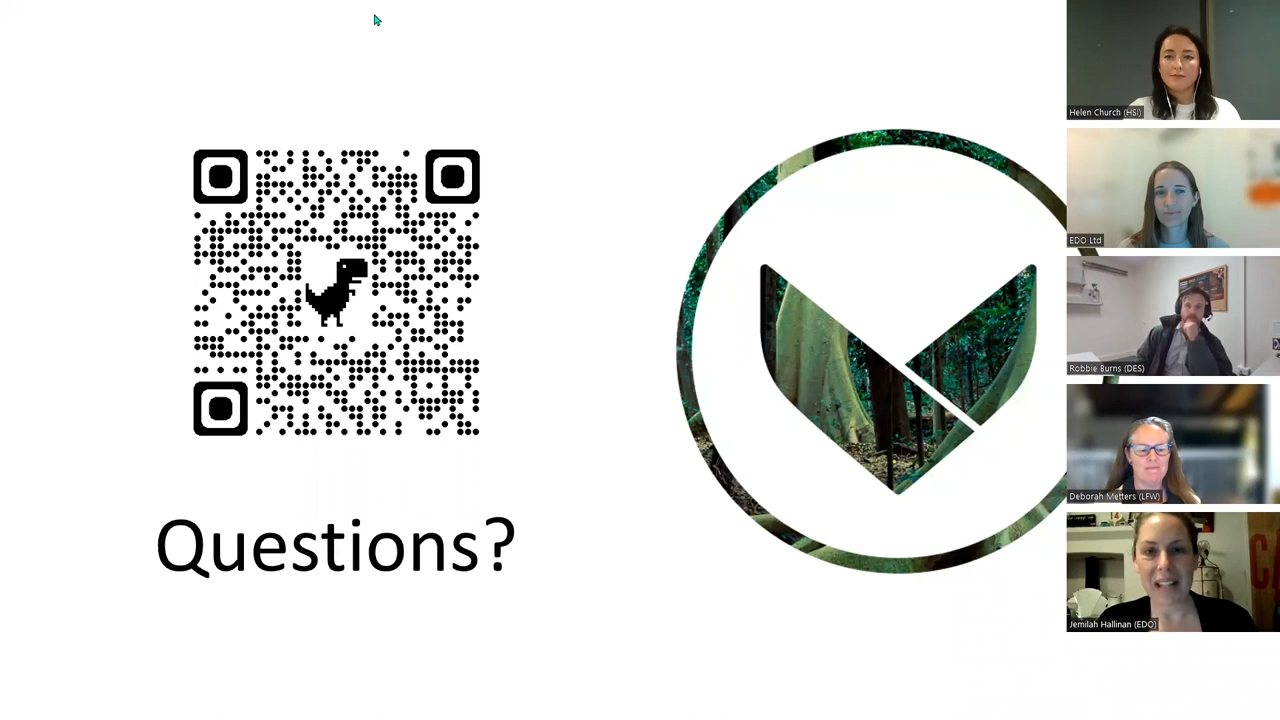 Questions?
Helen Church (HSI)
EDO Ltd
Robbie Burns (DES)
Deborah Metters (LFW)
Jemilah Hallinan (EDO)